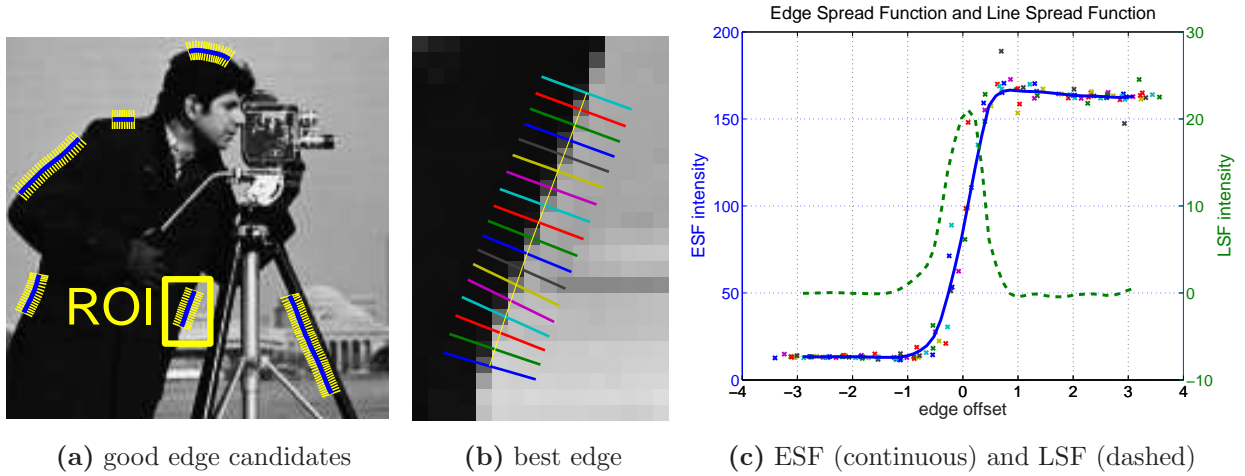 Edge Spread Function and Line Spread Function
ROI
200
150
100
50
0
ESF intensity
30
20
10
0
−10
LSF intensity
−4
−3
−2
−1
0
1
2
3
4
edge offset
(a) good edge candidates
(b) best edge
(c) ESF (continuous) and LSF (dashed)